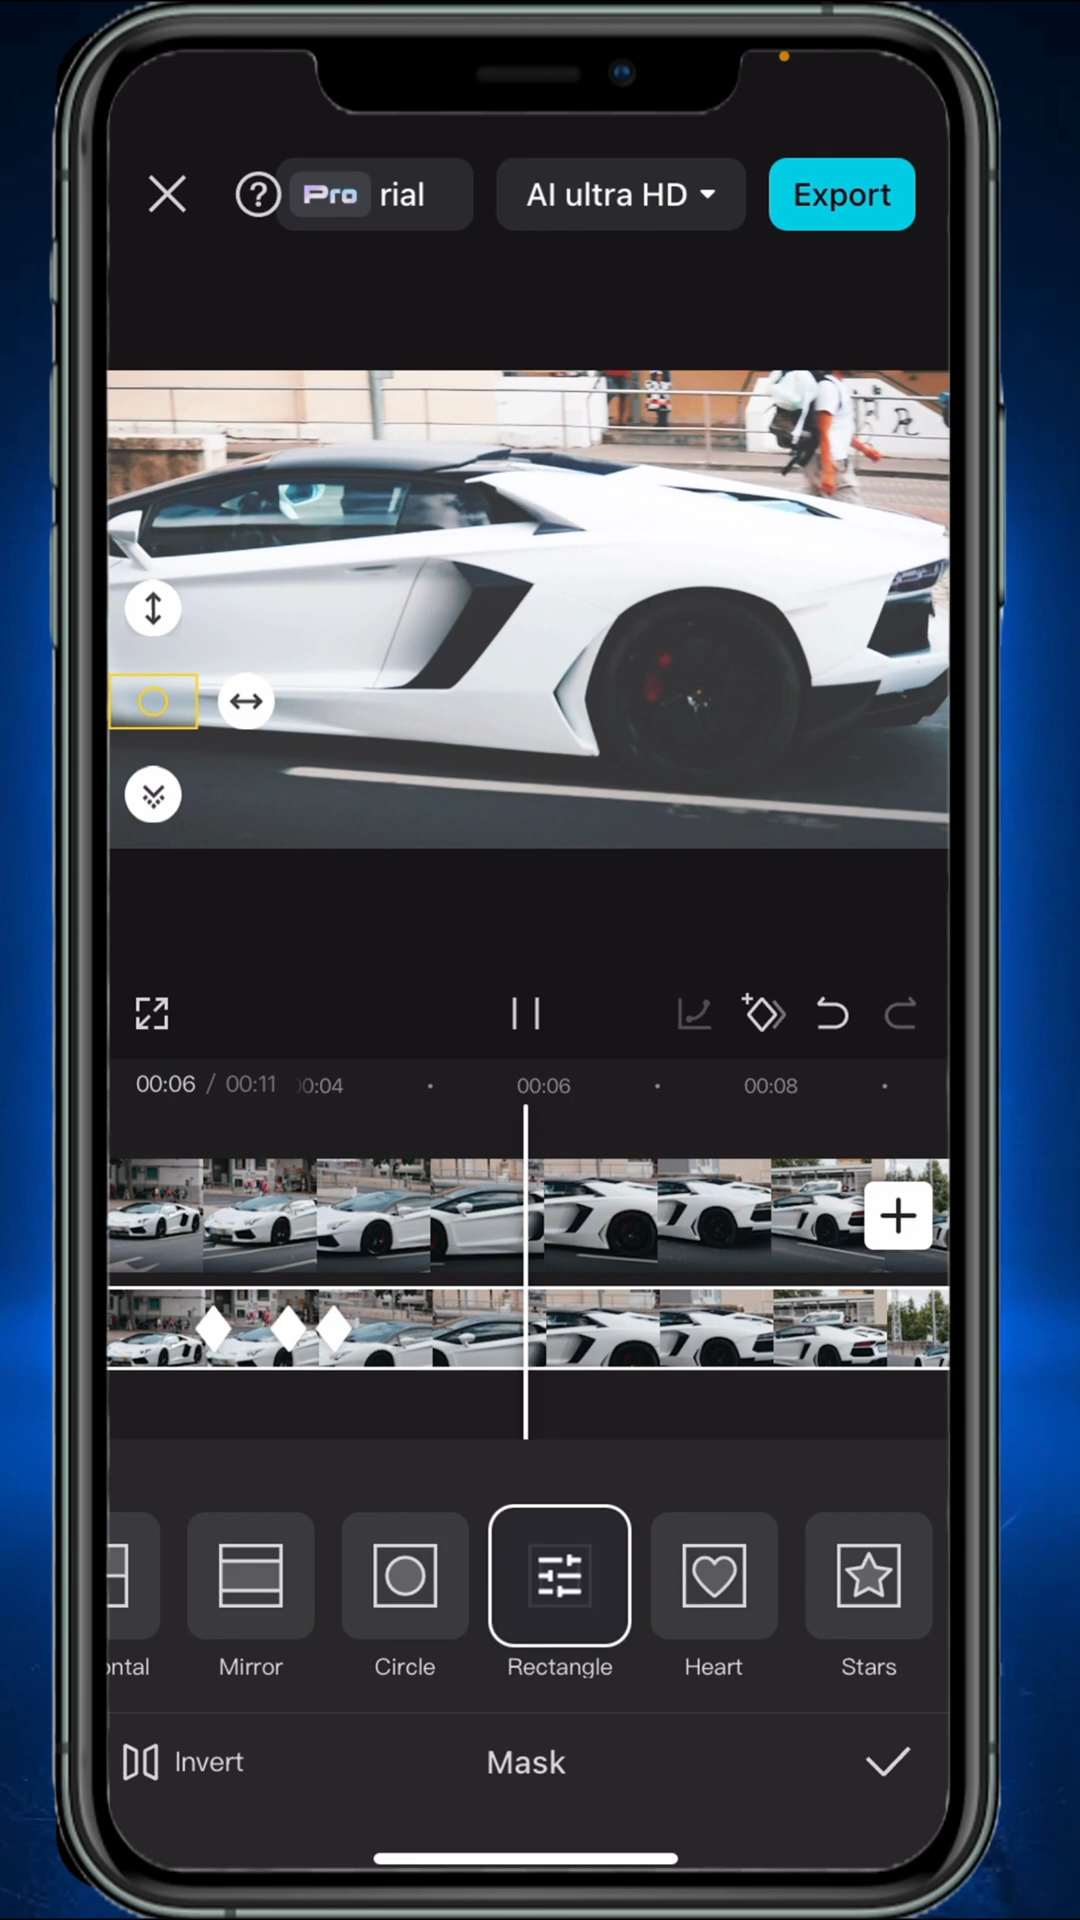 ? Pro rial AI ultra HD Export
00:06 / 00:11 0:04 00:06 00:08
ontal Mirror Circle Rectangle Heart Stars
Invert Mask